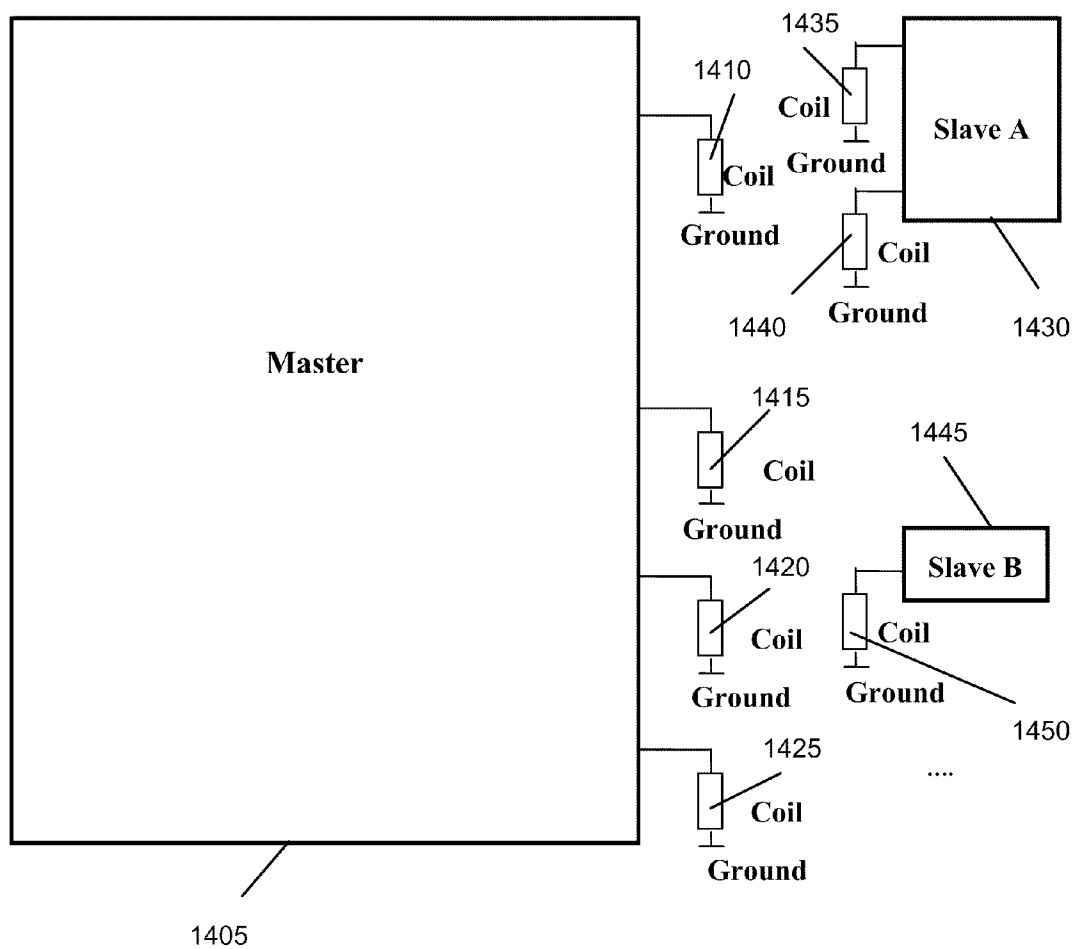 1435
1410
Coil
Slave A
Ground
Coil
Ground
Coil
1440
Ground
1430
Master
1415
1445
Coil
Ground
1420
Slave B
Coil
Coil
Ground
Ground
1450
1425
....
Coil
Ground
1405